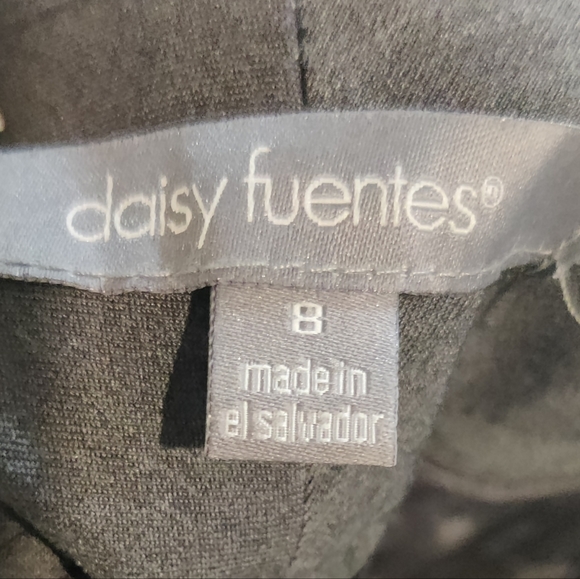 daisy fuentes®
8
made in
el salvador